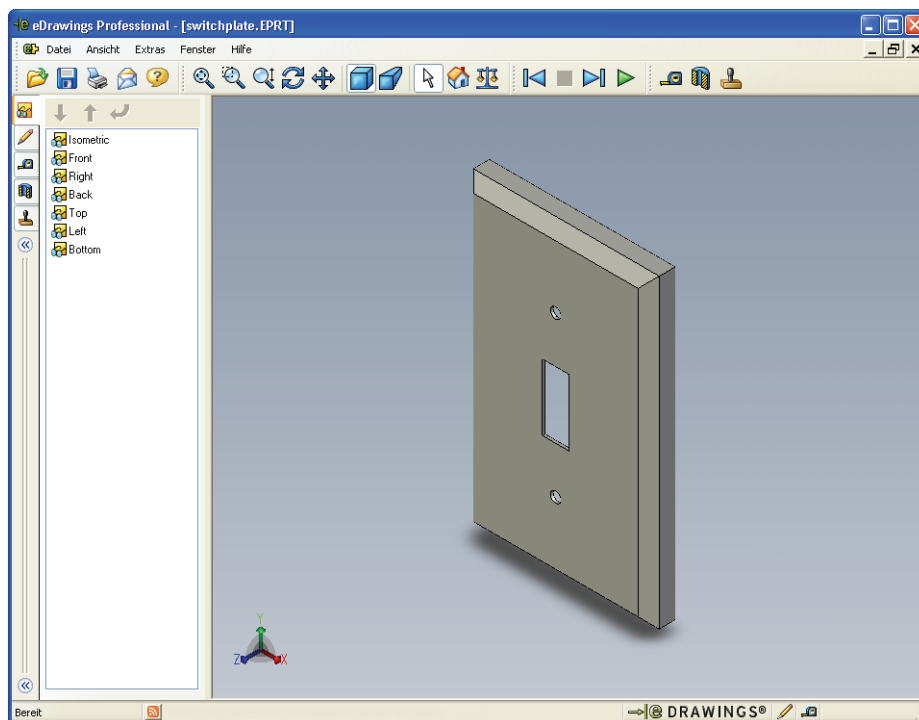 eDrawings Professional - [switchplate.EPRT]
Datei Ansicht Extras Fenster Hilfe
Isometric
Front
Right
Back
Top
Left
Bottom
Y
Z X
Bereit
e DRAWINGS®